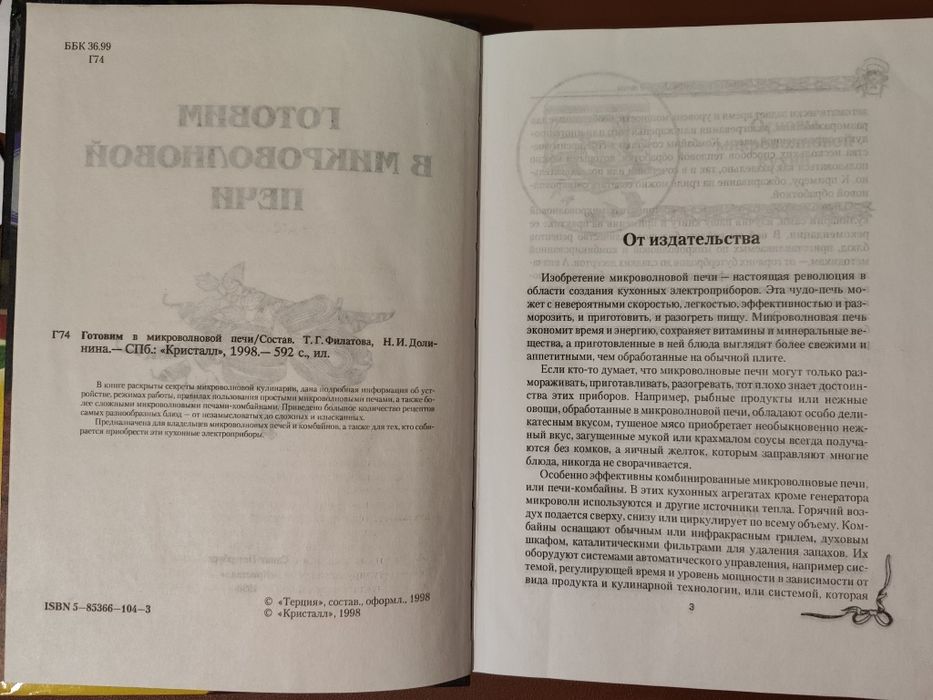 ББК 36.99
Г74
ГОТОВИМ
В МИКРОВОЛНОВОЙ
ПЕЧИ
Г74 Готовим в микроволновой печи/Состав. Т. Г. Филатова, Н. И. Доли-
нина.— СПб.: «Кристалл», 1998.— 592 с., ил.
В книге раскрыты секреты микроволновой кулинарии, дана подробная информация об ус-
тройстве, режимах работы, правилах пользования простыми микроволновыми печами, а также бо-
лее сложными микроволновыми печами-комбайнами. Приведено большое количество рецептов
самых разнообразных блюд — от незамысловатых до сложных и изысканных.
Предназначена для владельцев микроволновых печей и комбайнов, а также для тех, кто соби-
рается приобрести эти кухонные электроприборы.
ISBN 5–85366–104–3
© «Терция», состав., оформл., 1998
© «Кристалл», 1998
От издательства
Изобретение микроволновой печи — настоящая революция в
области создания кухонных электроприборов. Эта чудо-печь мо-
жет с невероятными скоростью, легкостью, эффективностью и раз-
морозить, и приготовить, и разогреть пищу. Микроволновая печь
экономит время и энергию, сохраняет витамины и минеральные ве-
щества, а приготовленные в ней блюда выглядят более свежими и
аппетитными, чем обработанные на обычной плите.
Если кто-то думает, что микроволновые печи могут только раз-
мораживать, приготавливать, разогревать, тот плохо знает достоин-
ства этих приборов. Например, рыбные продукты или нежные
овощи, обработанные в микроволновой печи, обладают особо дели-
катесным вкусом, тушеное мясо приобретает необыкновенно неж-
ный вкус, загущенные мукой или крахмалом соусы всегда получа-
ются без комков, а яичный желток, которым заправляют многие
блюда, никогда не сворачивается.
Особенно эффективны комбинированные микроволновые печи,
или печи-комбайны. В этих кухонных агрегатах кроме генератора
микроволн используются и другие источники тепла. Горячий воз-
дух подается сверху, снизу или циркулирует по всему объему. Ком-
байны оснащают обычным или инфракрасным грилем, духовым
шкафом, каталитическими фильтрами для удаления запахов. Их
оборудуют системами автоматического управления, например сис-
темой, регулирующей время и уровень мощности в зависимости от
вида продукта и кулинарной технологии, или системой, которая
3